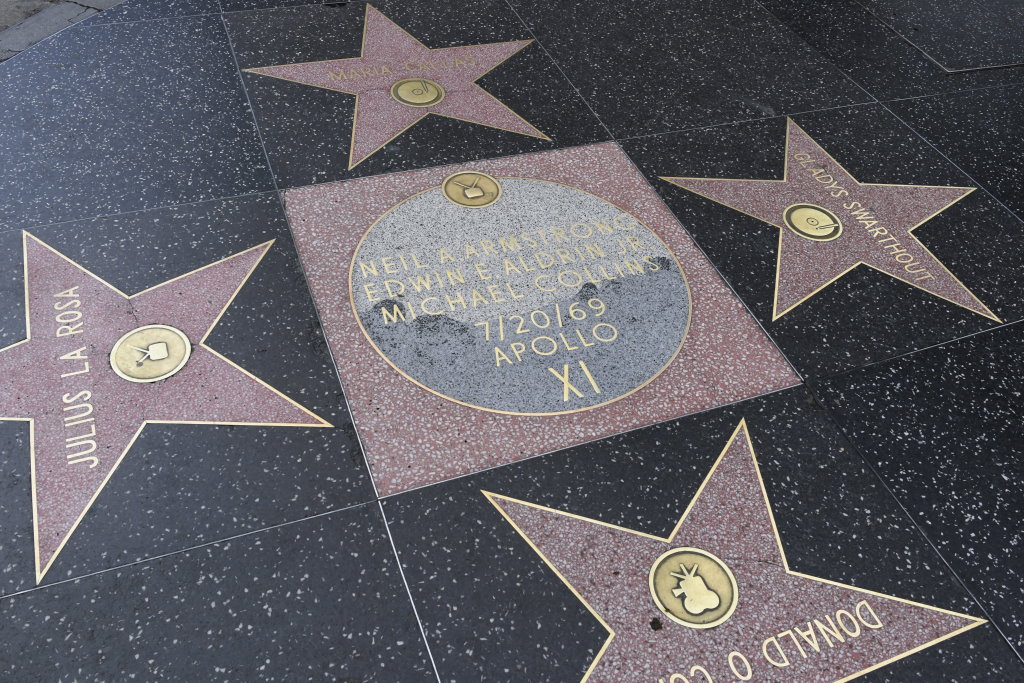 MARIA CALLAS
GLADYS SWARTHOUT
NEIL A ARMSTRONG
EDWIN E ALDRIN JR
MICHAEL COLLINS
7/20/69
APOLLO
XI
JULIUS LA ROSA
DONALD O